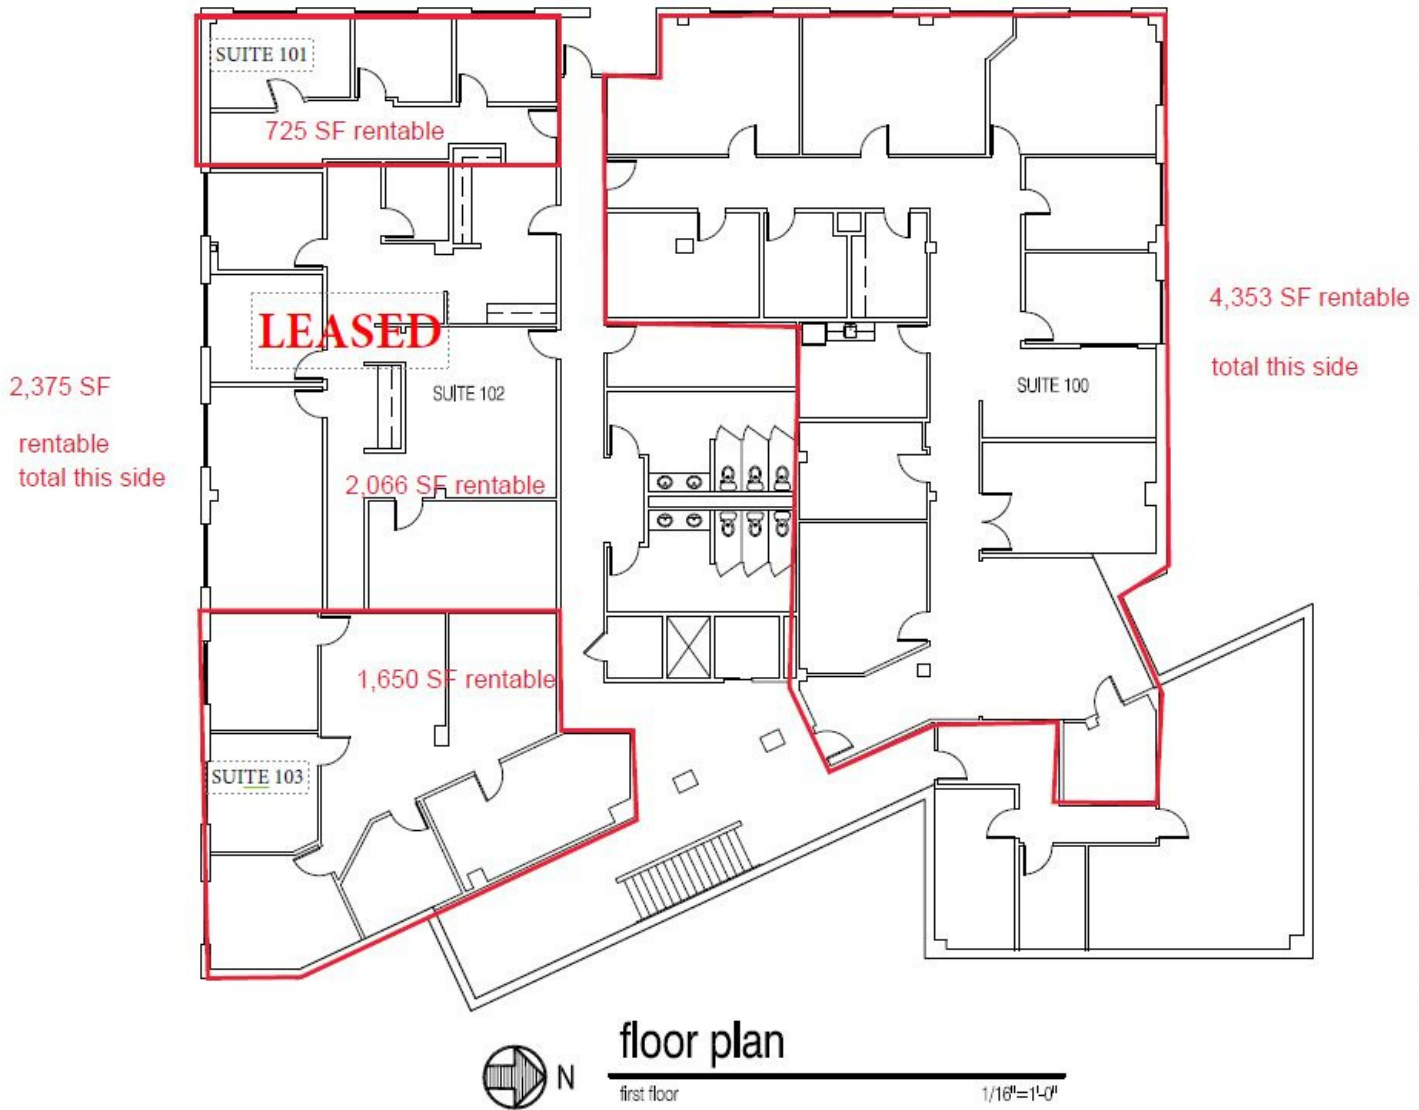 SUITE 101
725 SF rentable
4,353 SF rentable
total this side
LEASED
2,375 SF
rentable
total this side
SUITE 102
SUITE 100
2,066 SF rentable
1,650 SF rentable
SUITE 103
floor plan
N
first floor
1/16"=1'-0"